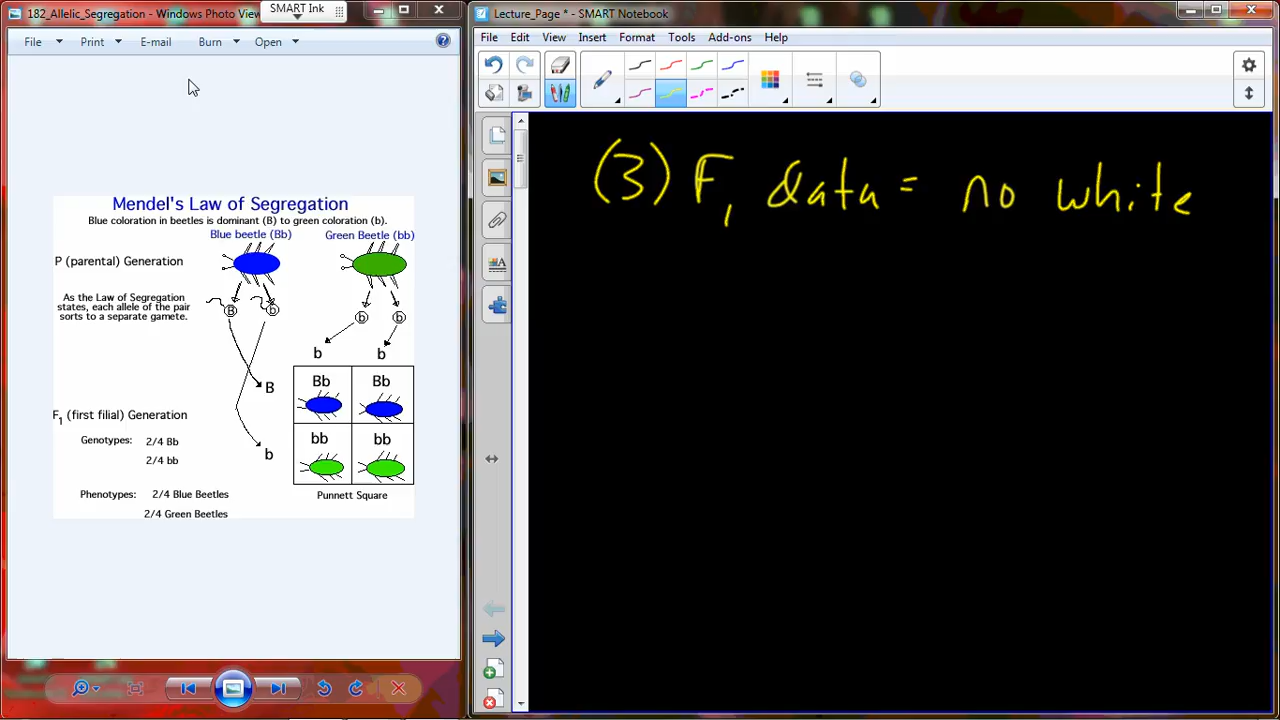 182_Allelic_Segregation - Windows Photo View
SMART Ink
File Print E-mail Burn Open
Mendel's Law of Segregation
Blue coloration in beetles is dominant (B) to green coloration (b).
Blue beetle (Bb) Green Beetle (bb)
P (parental) Generation
As the Law of Segregation
states, each allele of the pair
sorts to a separate gamete.
B b b b
b b
B Bb Bb
F1 (first filial) Generation
Genotypes: 2/4 Bb
2/4 bb
b bb bb
Phenotypes: 2/4 Blue Beetles
2/4 Green Beetles
Punnett Square
Lecture_Page * - SMART Notebook
File Edit View Insert Format Tools Add-ons Help
(3) F1 data = no white